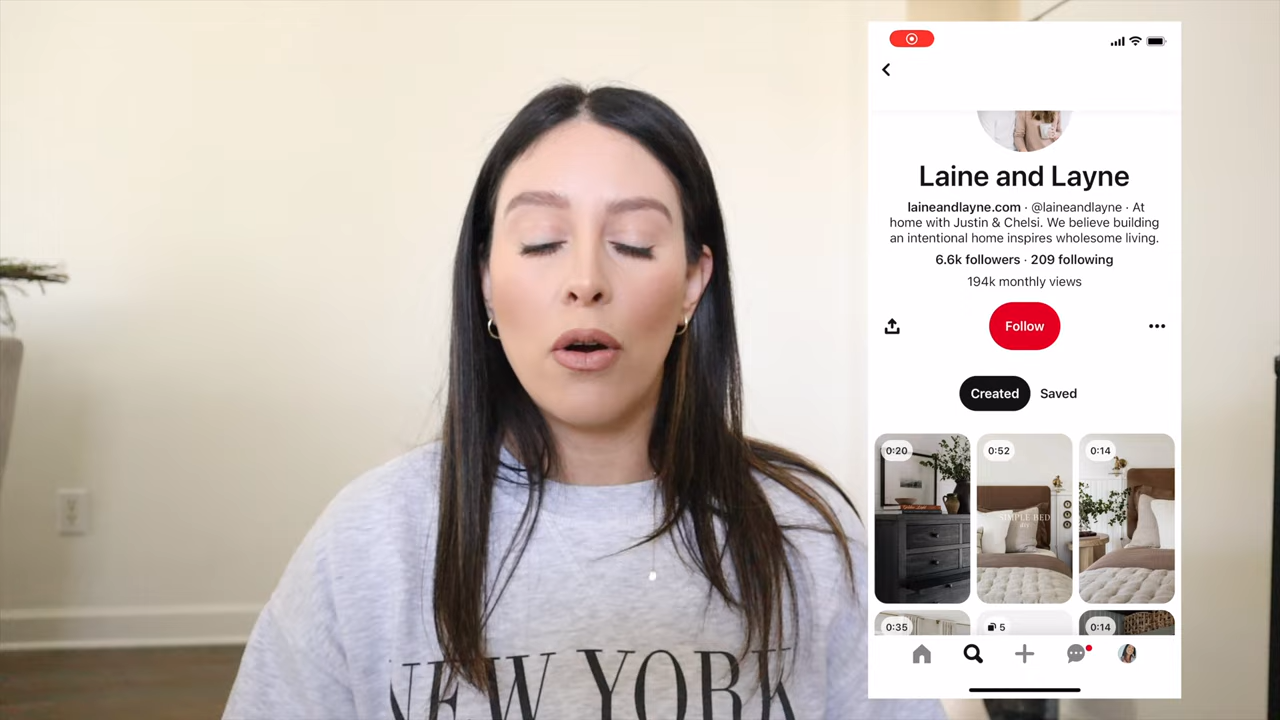 Laine and Layne
laineandlayne.com · @laineandlayne · At
home with Justin & Chelsi. We believe building
an intentional home inspires wholesome living.
6.6k followers · 209 following
194k monthly views
Follow
Created Saved
0:20 0:52 0:14
SIMPLE BED
0:35 5 0:14
NEW YORK